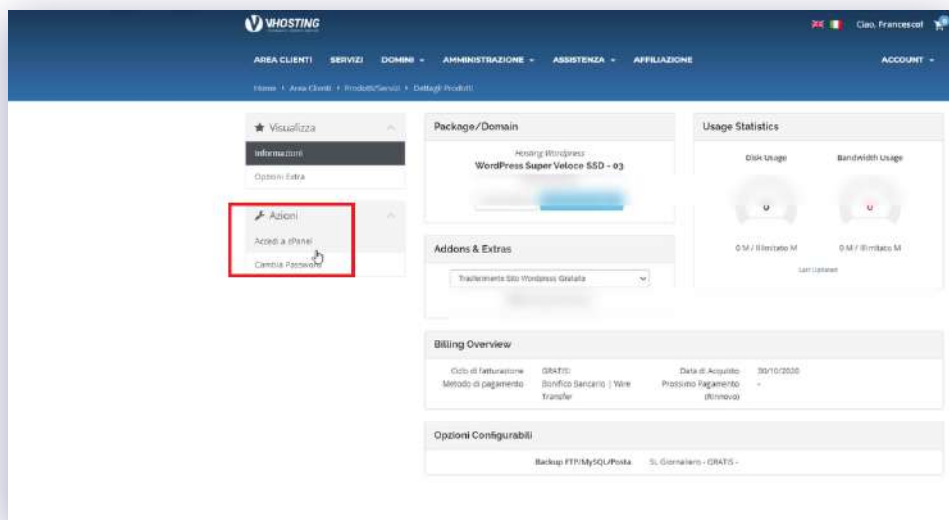 VHOSTING
Ciao, Francesco!
AREA CLIENTI SERVIZI DOMINI AMMINISTRAZIONE ASSISTENZA AFFILIAZIONE ACCOUNT
Home Area Clienti Prodotti/Servizi Dettagli Prodotti
Visualizza
Informazioni
Opzioni Extra
Azioni
Accedi a cPanel
Cambia Password
Package/Domain
Hosting Wordpress
WordPress Super Veloce SSD - 03
Usage Statistics
Disk Usage Bandwidth Usage
0 0
0 M / Illimitato M 0 M / Illimitato M
Last Updated
Addons & Extras
Trasferimento Sito Wordpress Gratuito
Billing Overview
Ciclo di fatturazione GRATIS! Data di Acquisto 30/10/2020
Metodo di pagamento Bonifico Bancario | Wire Transfer Prossimo Pagamento (Rinnovo) -
Opzioni Configurabili
Backup FTP/MySQL/Posta Si, Giornaliero - GRATIS -